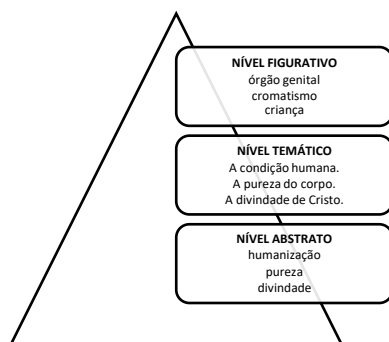 NÍVEL FIGURATIVO
órgão genital
cromatismo
criança
NÍVEL TEMÁTICO
A condição humana.
A pureza do corpo.
A divindade de Cristo.
NÍVEL ABSTRATO
humanização
pureza
divindade